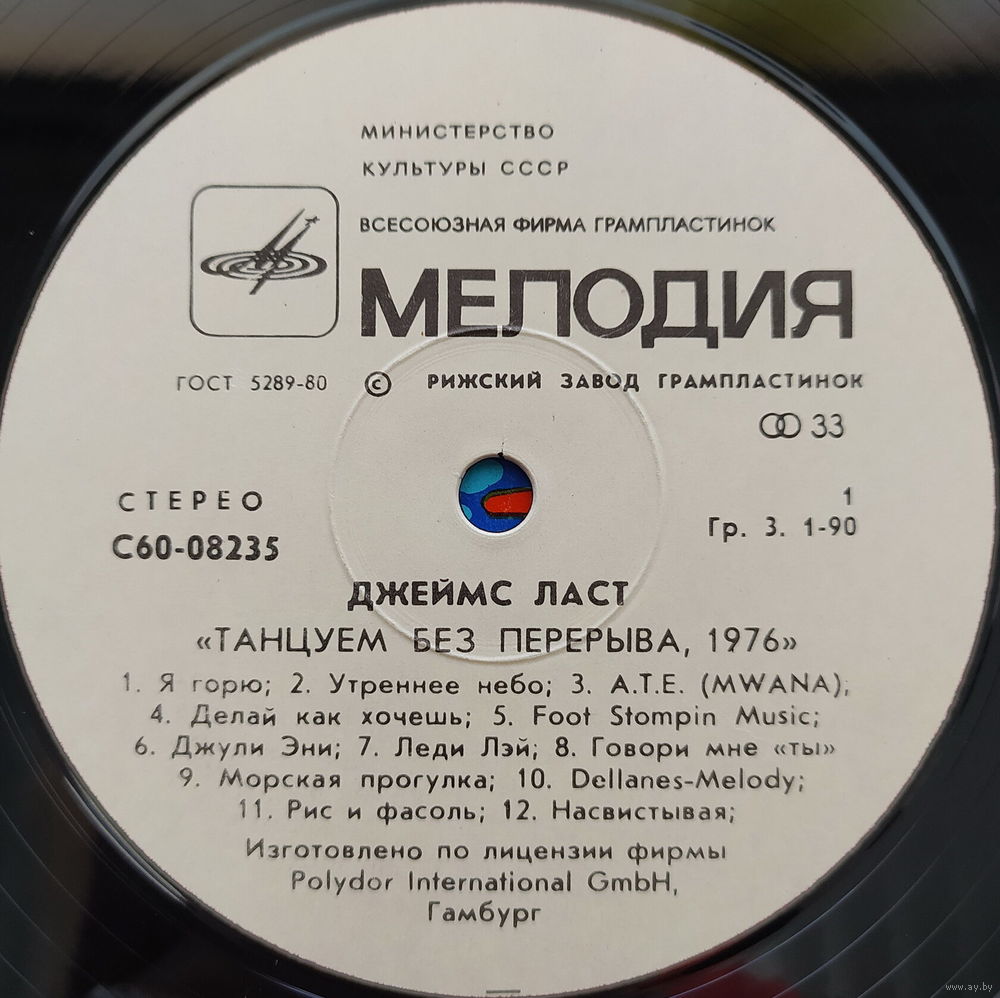 МИНИСТЕРСТВО
КУЛЬТУРЫ СССР
ВСЕСОЮЗНАЯ ФИРМА ГРАМПЛАСТИНОК
МЕЛОДИЯ
ГОСТ 5289-80 © РИЖСКИЙ ЗАВОД ГРАМПЛАСТИНОК
33
СТЕРЕО 1
С60-08235 Гр. 3. 1-90
ДЖЕЙМС ЛАСТ
«ТАНЦУЕМ БЕЗ ПЕРЕРЫВА, 1976»
1. Я горю; 2. Утреннее небо; 3. A.T.E. (MWANA);
4. Делай как хочешь; 5. Foot Stompin Music;
6. Джули Эни; 7. Леди Лэй; 8. Говори мне «ты»
9. Морская прогулка; 10. Dellanes-Melody;
11. Рис и фасоль; 12. Насвистывая;
Изготовлено по лицензии фирмы
Polydor International GmbH,
Гамбург
www.ay.by